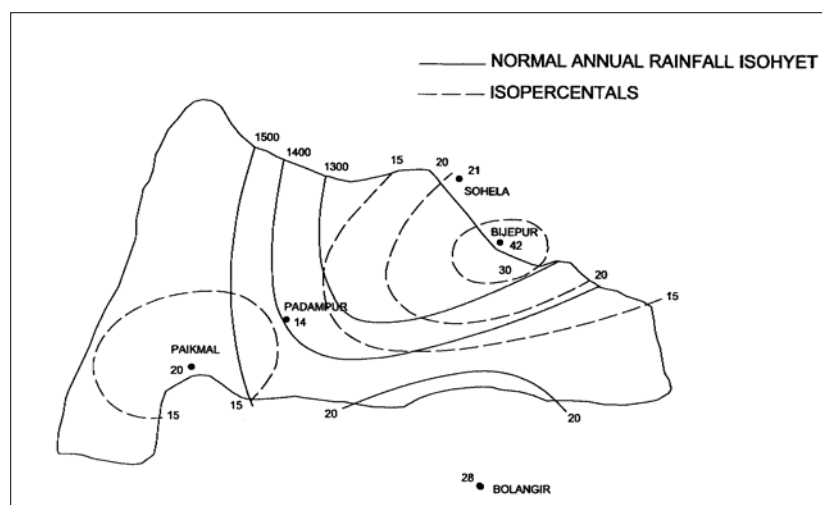 NORMAL ANNUAL RAINFALL ISOHYET
ISOPERCENTALS
1500
1400
1300
15
20
21
SOHELA
BIJEPUR
42
30
20
15
PADAMPUR
14
PAIKMAL
20
15
15
20
20
28
BOLANGIR